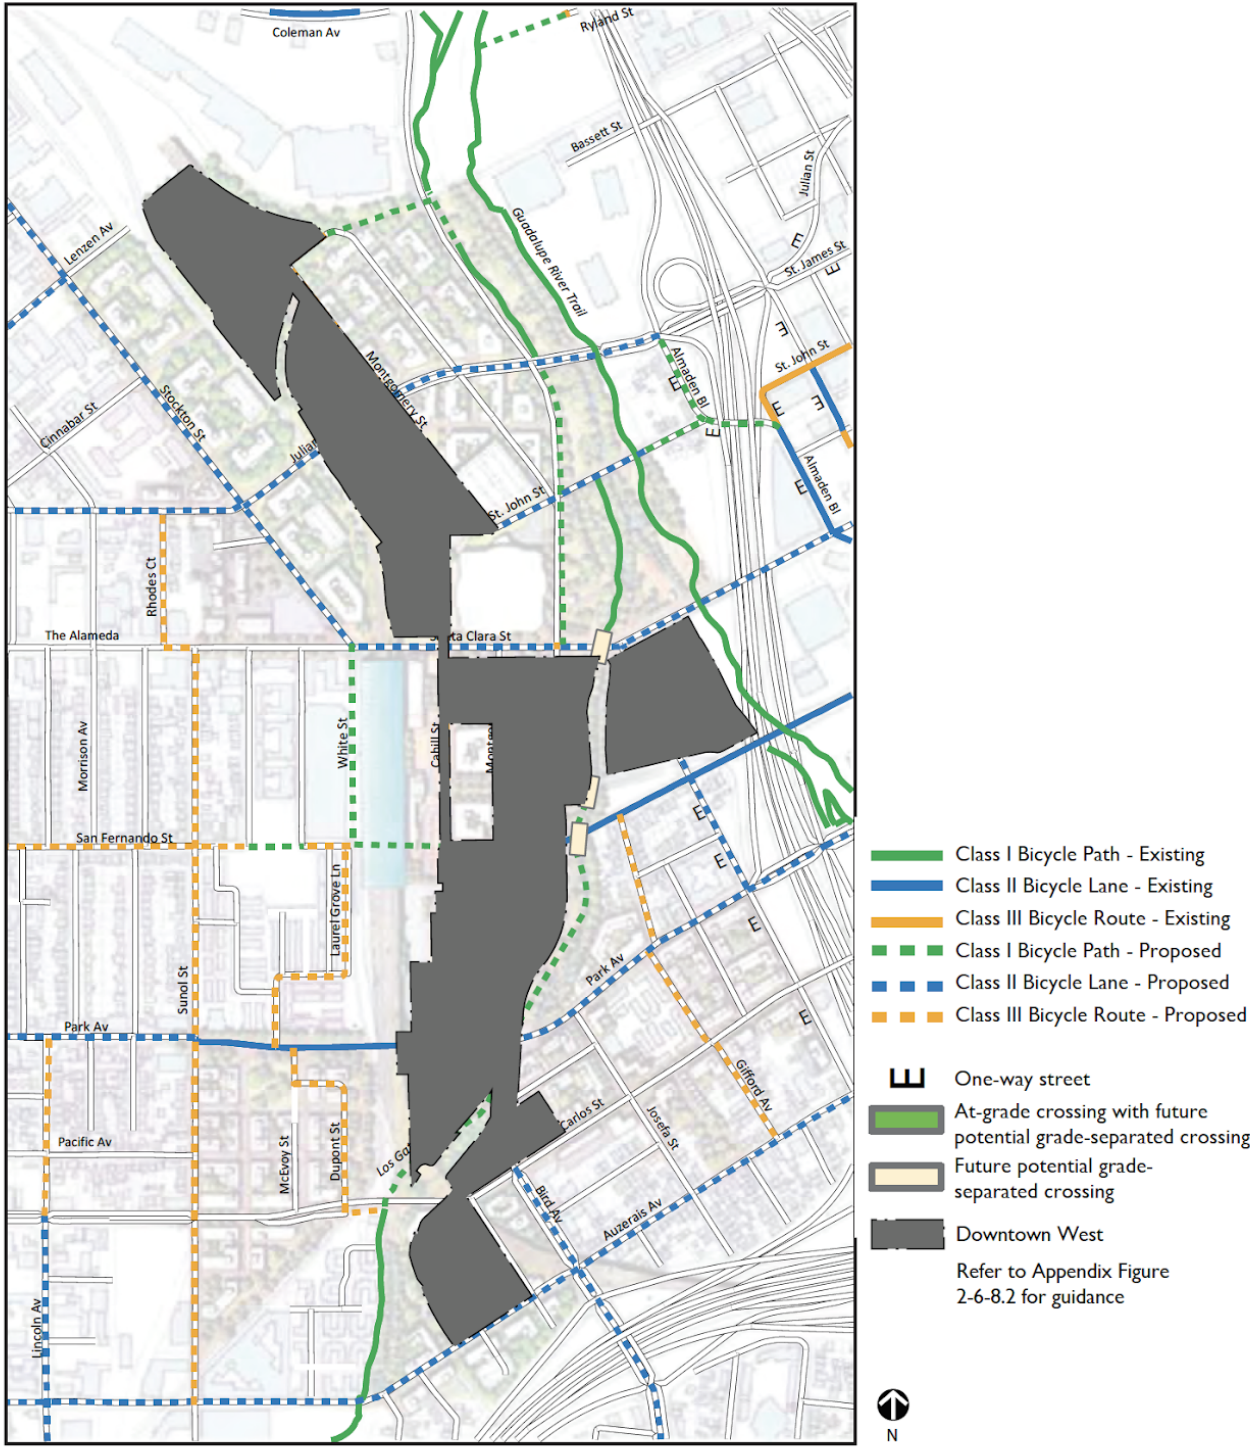 Coleman Av
Ryland St
Bassett St
Julian St
Guadalupe River Trail
Lenzen Av
St. James St
E
E
E
St. John St
Almaden Bl
E
Montgomery St
Stockton St
E
E
Cinnabar St
E
Julian
Almaden Bl
E
St. John St
Rhodes Ct
The Alameda
Santa Clara St
White St
Cahill St
Morrison Av
San Fernando St
E
E
Laurel Grove Ln
E
Park Av
Sunol St
Park Av
E
Gifford Av
Carlos St
Josefa St
Pacific Av
McEvoy St
Dupont St
Los Ga
Bird Av
Auzerais Av
Lincoln Av
Class I Bicycle Path - Existing
Class II Bicycle Lane - Existing
Class III Bicycle Route - Existing
Class I Bicycle Path - Proposed
Class II Bicycle Lane - Proposed
Class III Bicycle Route - Proposed
E One-way street
At-grade crossing with future
potential grade-separated crossing
Future potential grade-
separated crossing
Downtown West
Refer to Appendix Figure
2-6-8.2 for guidance
N